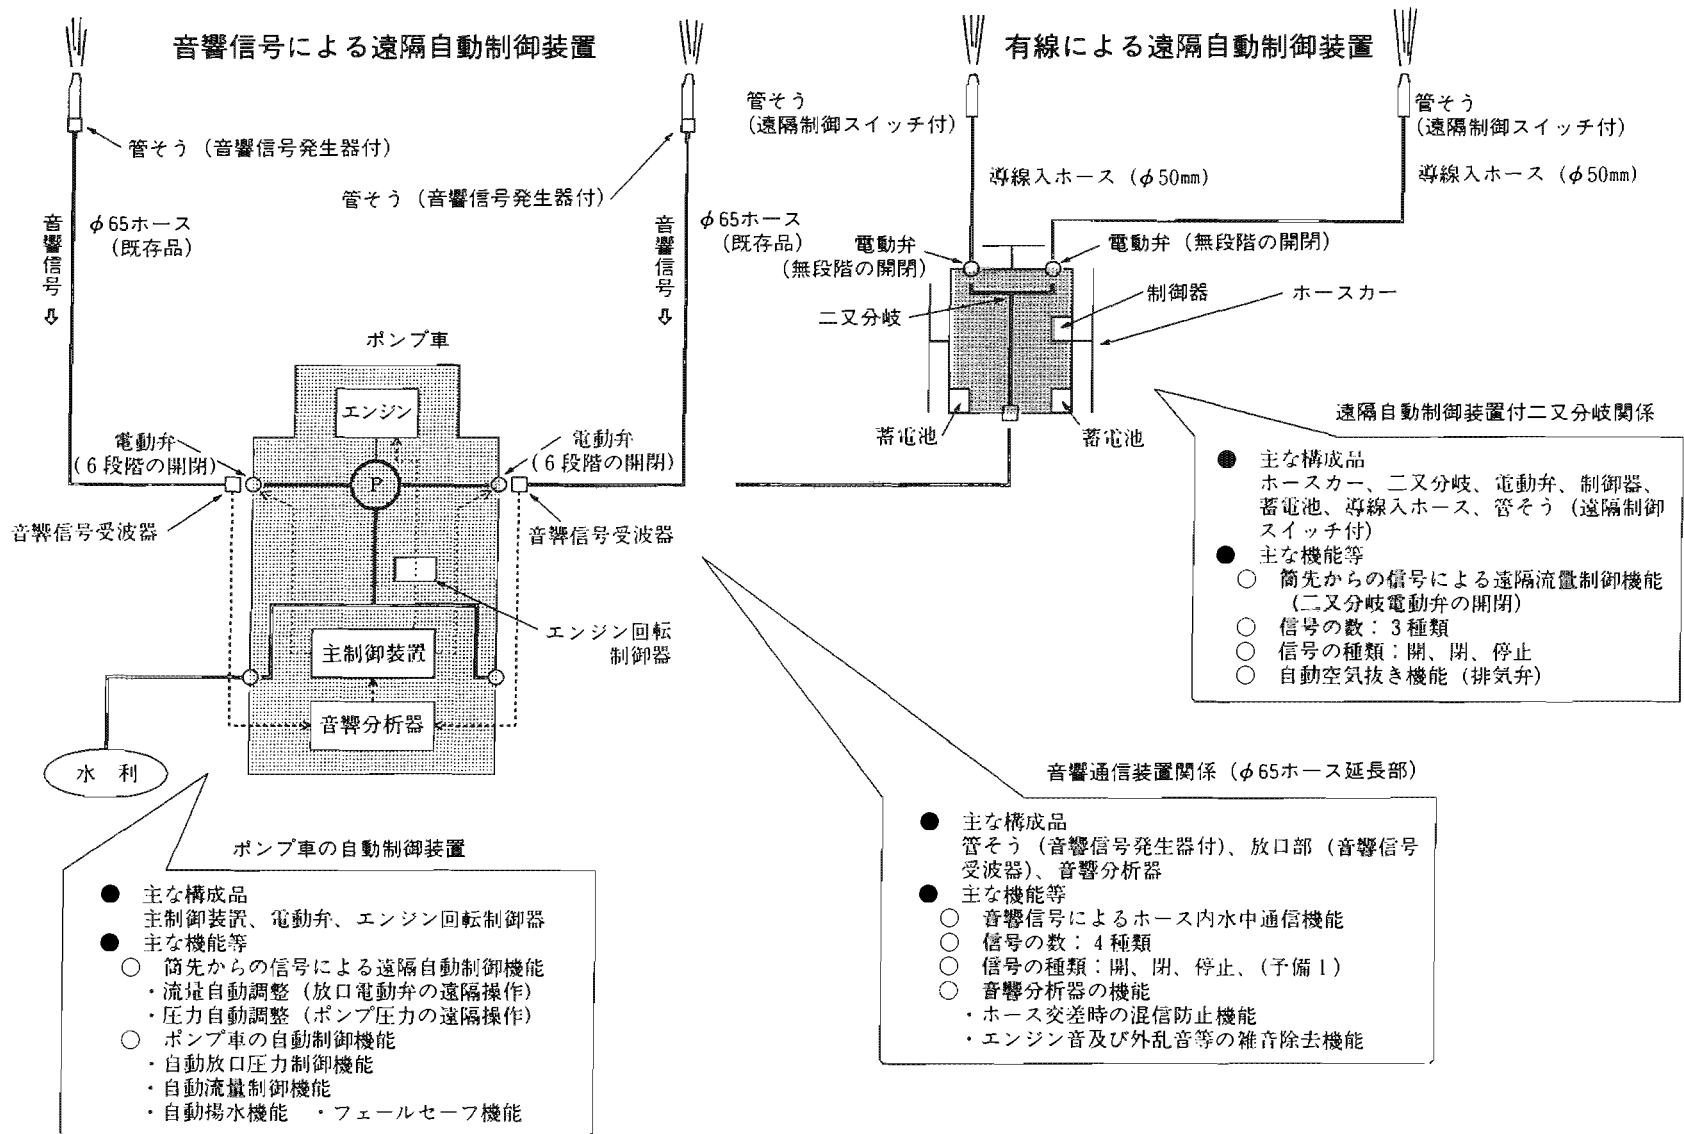 音響信号による遠隔自動制御装置
管そう（音響信号発生器付）
管そう（音響信号発生器付）
音響信号⇩
φ65ホース
（既存品）
音響信号⇩
φ65ホース
（既存品）
ポンプ車
エンジン
電動弁
（6段階の開閉）
電動弁
（6段階の開閉）
P
音響信号受波器
音響信号受波器
エンジン回転
制御器
主制御装置
音響分析器
水利
有線による遠隔自動制御装置
管そう
（遠隔制御スイッチ付）
管そう
（遠隔制御スイッチ付）
導線入ホース（φ50㎜）
導線入ホース（φ50㎜）
電動弁
（無段階の開閉）
電動弁（無段階の開閉）
二又分岐
制御器
ホースカー
蓄電池
蓄電池
遠隔自動制御装置付二又分岐関係
● 主な構成品
ホースカー、二又分岐、電動弁、制御器、
蓄電池、導線入ホース、管そう（遠隔制御
スイッチ付）
● 主な機能等
○ 筒先からの信号による遠隔流量制御機能
（二又分岐電動弁の開閉）
○ 信号の数：3種類
○ 信号の種類：開、閉、停止
○ 自動空気抜き機能（排気弁）
音響通信装置関係（φ65ホース延長部）
● 主な構成品
管そう（音響信号発生器付）、放口部（音響信号
受波器）、音響分析器
● 主な機能等
○ 音響信号によるホース内水中通信機能
○ 信号の数：4種類
○ 信号の種類：開、閉、停止、（予備1）
○ 音響分析器の機能
・ホース交差時の混信防止機能
・エンジン音及び外乱音等の雑音除去機能
ポンプ車の自動制御装置
● 主な構成品
主制御装置、電動弁、エンジン回転制御器
● 主な機能等
○ 筒先からの信号による遠隔自動制御機能
・流量自動調整（放口電動弁の遠隔操作）
・圧力自動調整（ポンプ圧力の遠隔操作）
○ ポンプ車の自動制御機能
・自動放口圧力制御機能
・自動流量制御機能
・自動揚水機能 ・フェールセーフ機能